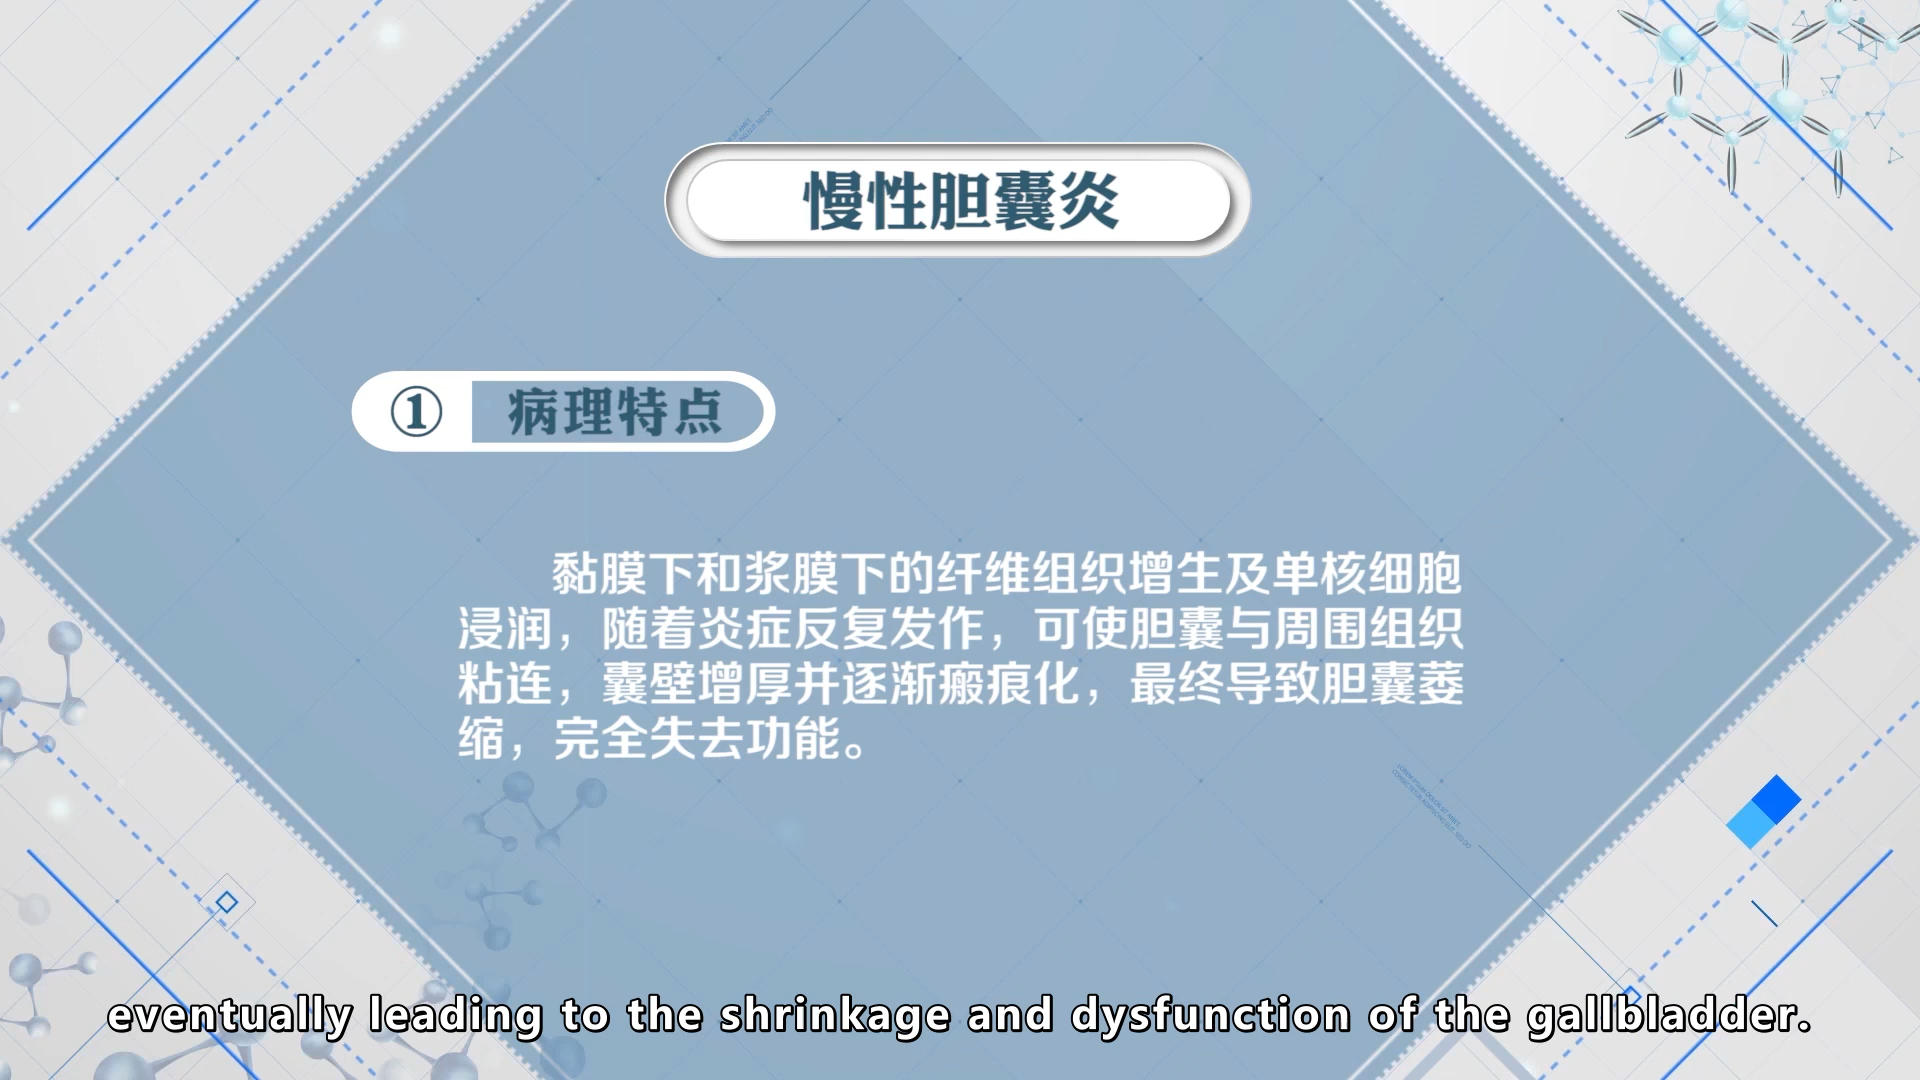 慢性胆囊炎
① 病理特点
黏膜下和浆膜下的纤维组织增生及单核细胞
浸润，随着炎症反复发作，可使胆囊与周围组织
粘连，囊壁增厚并逐渐瘢痕化，最终导致胆囊萎
缩，完全失去功能。
eventually leading to the shrinkage and dysfunction of the gallbladder.